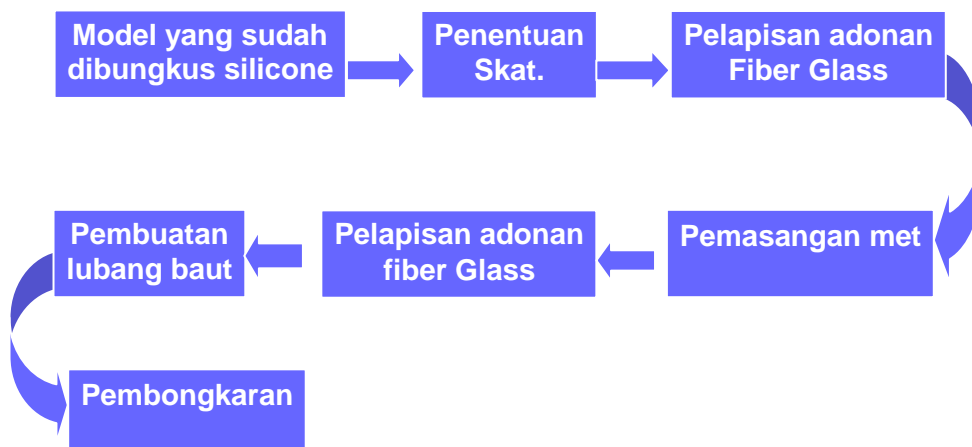 Model yang sudah
dibungkus silicone
Penentuan
Skat.
Pelapisan adonan
Fiber Glass
Pemasangan met
Pelapisan adonan
fiber Glass
Pembuatan
lubang baut
Pembongkaran